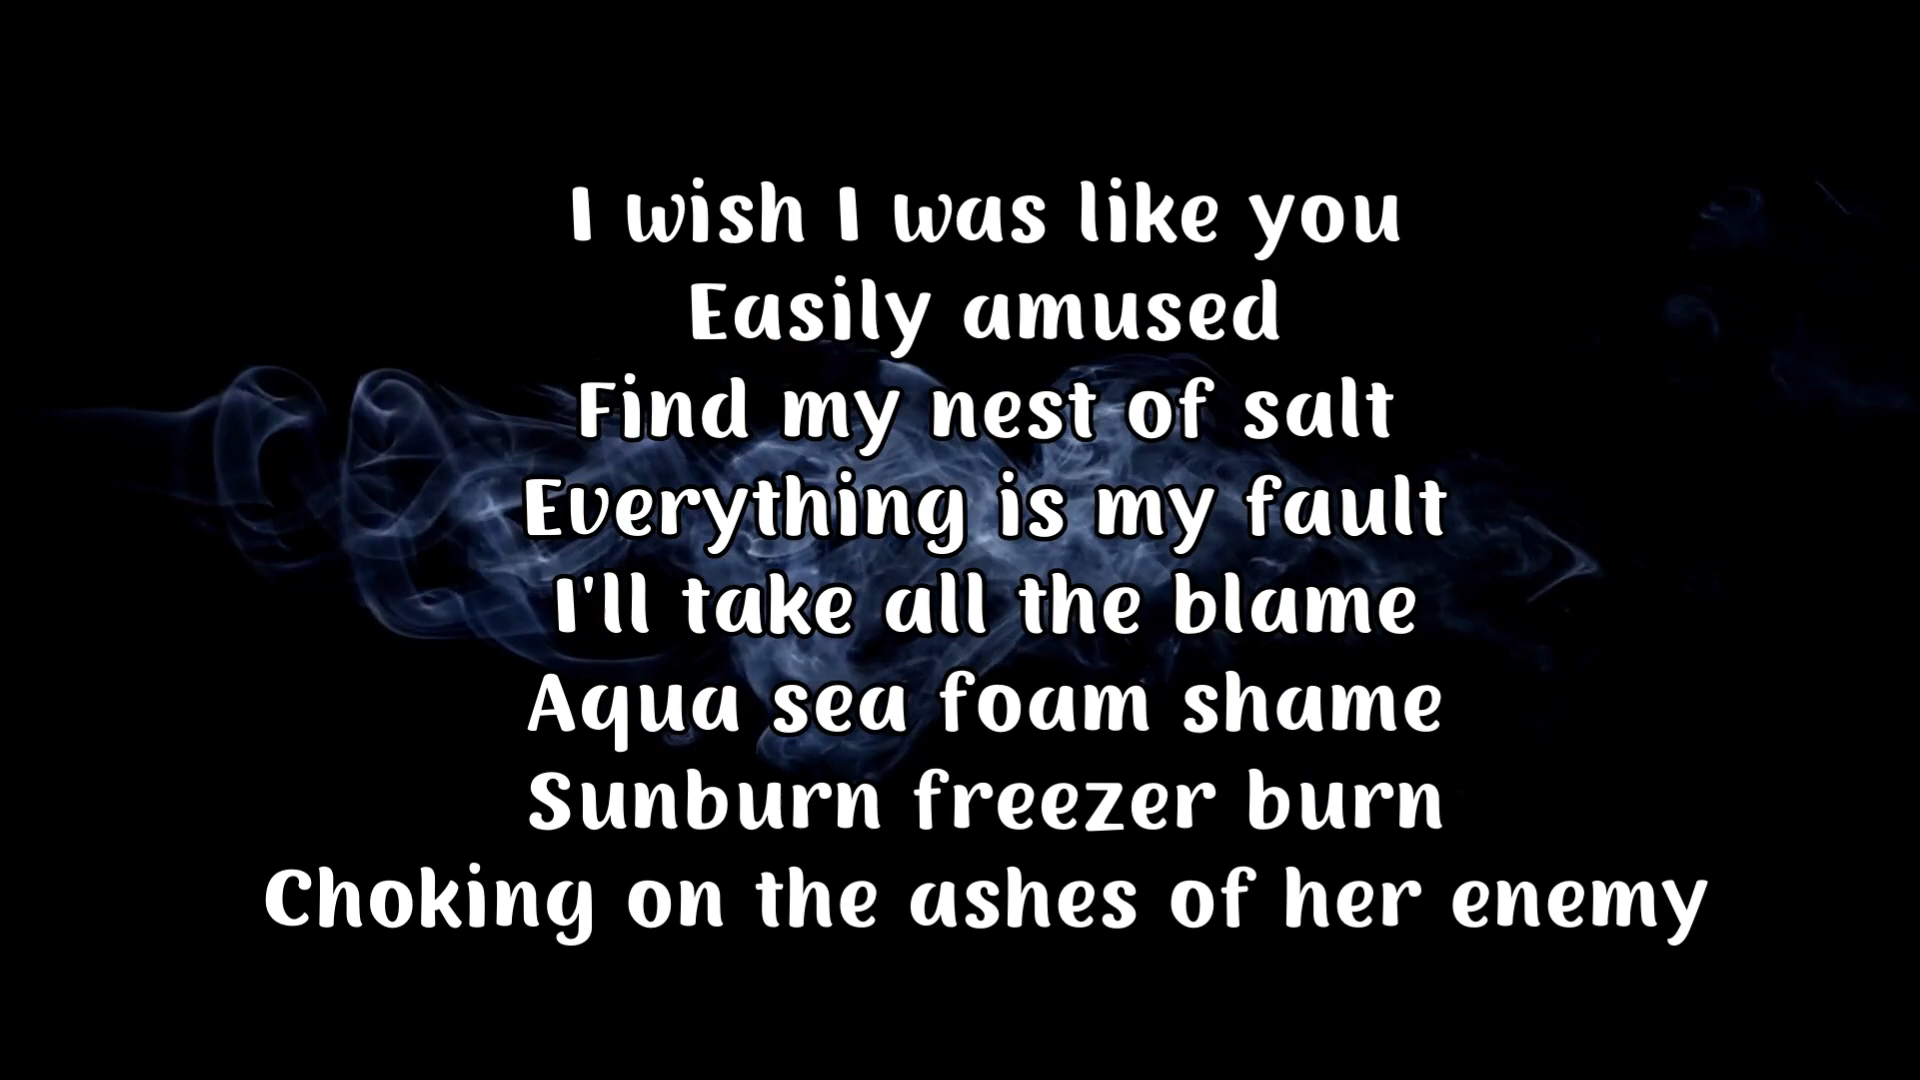 I wish I was like you
Easily amused
Find my nest of salt
Everything is my fault
I'll take all the blame
Aqua sea foam shame
Sunburn freezer burn
Choking on the ashes of her enemy